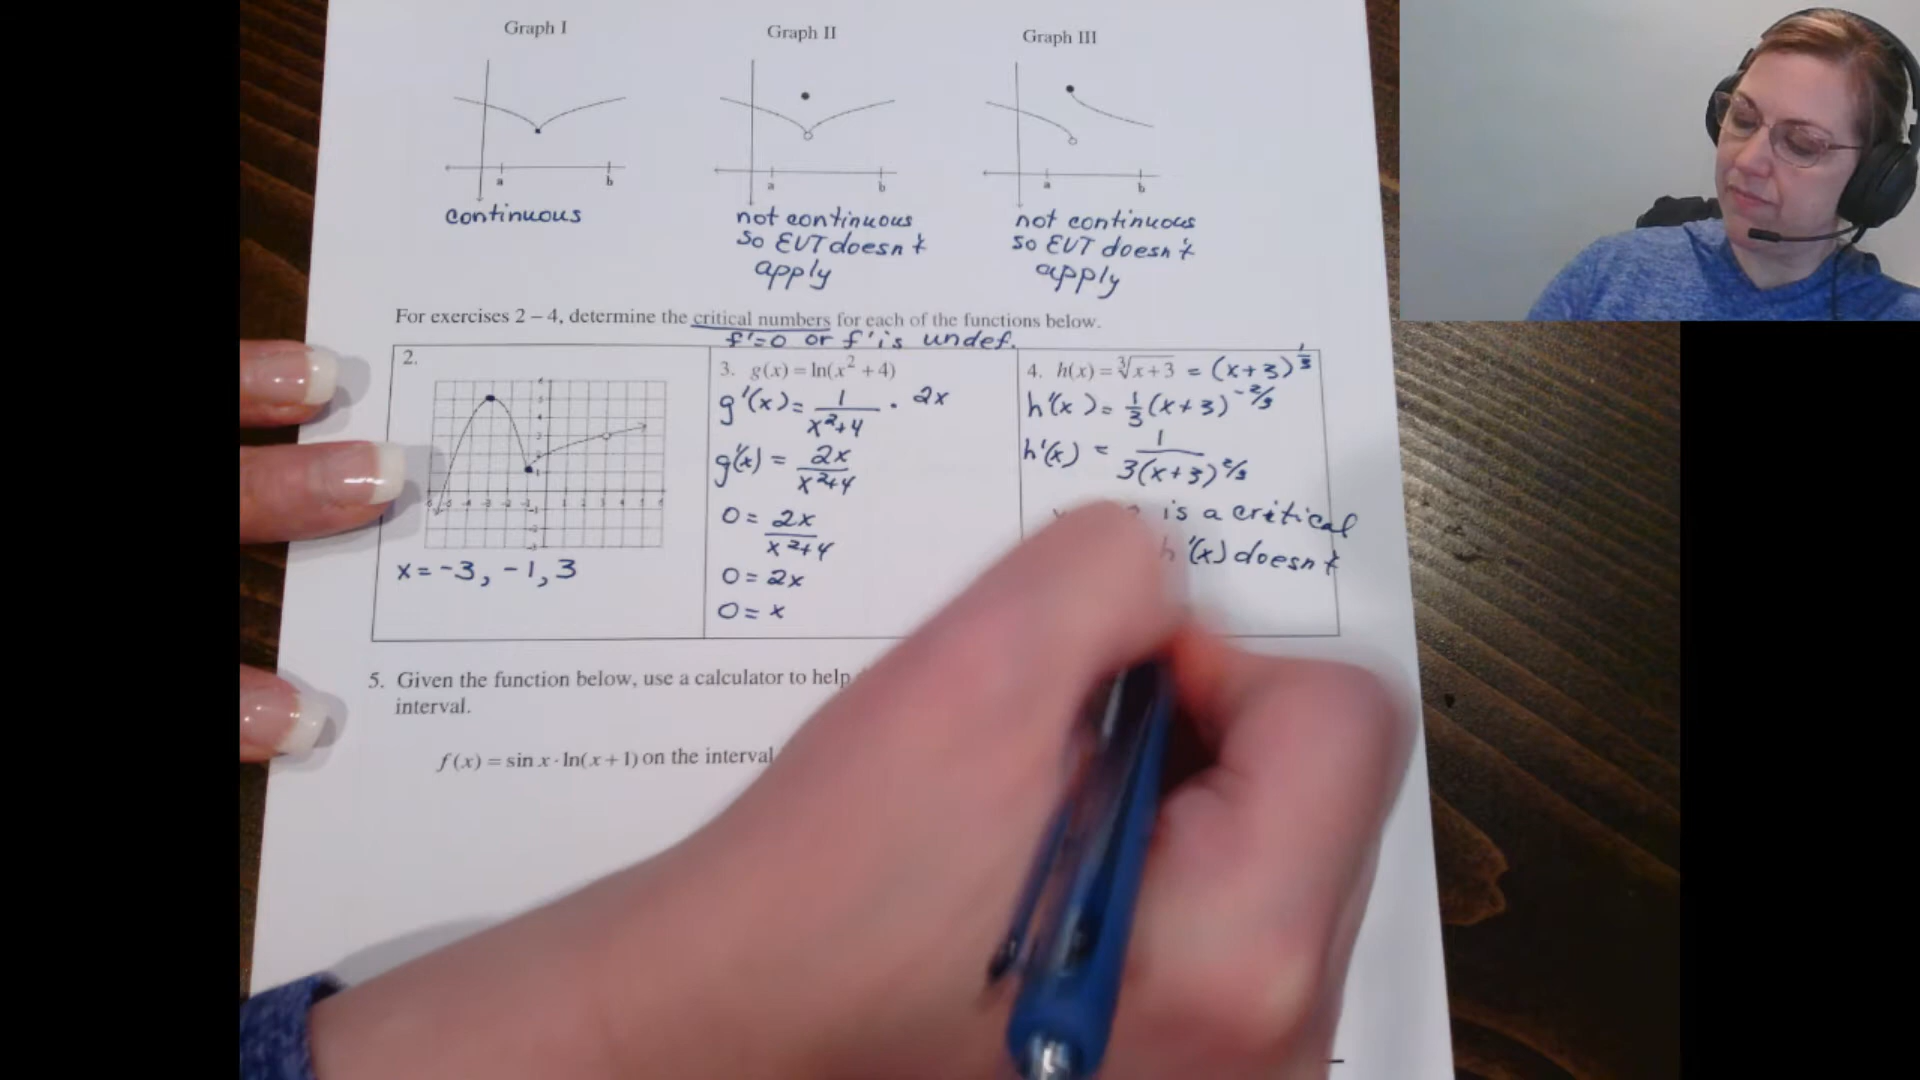 Graph I
Graph II
Graph III
a b
a b
a b
continuous
not continuous
so EVT doesn't
apply
not continuous
so EVT doesn't
apply
For exercises 2 – 4, determine the critical numbers for each of the functions below.
f'=0 or f' is undef.
2.
x = -3, -1, 3
3. g(x) = ln(x² + 4)
g'(x) = 1/(x²+4) · 2x
g'(x) = 2x/(x²+4)
0 = 2x/(x²+4)
0 = 2x
0 = x
4. h(x) = ∛(x+3) = (x+3)^(1/3)
h'(x) = 1/3(x+3)^(-2/3)
h'(x) = 1/(3(x+3)^(2/3))
is a critical
h'(x) doesn't
5. Given the function below, use a calculator to help
interval.
f(x) = sin x · ln(x + 1) on the interval